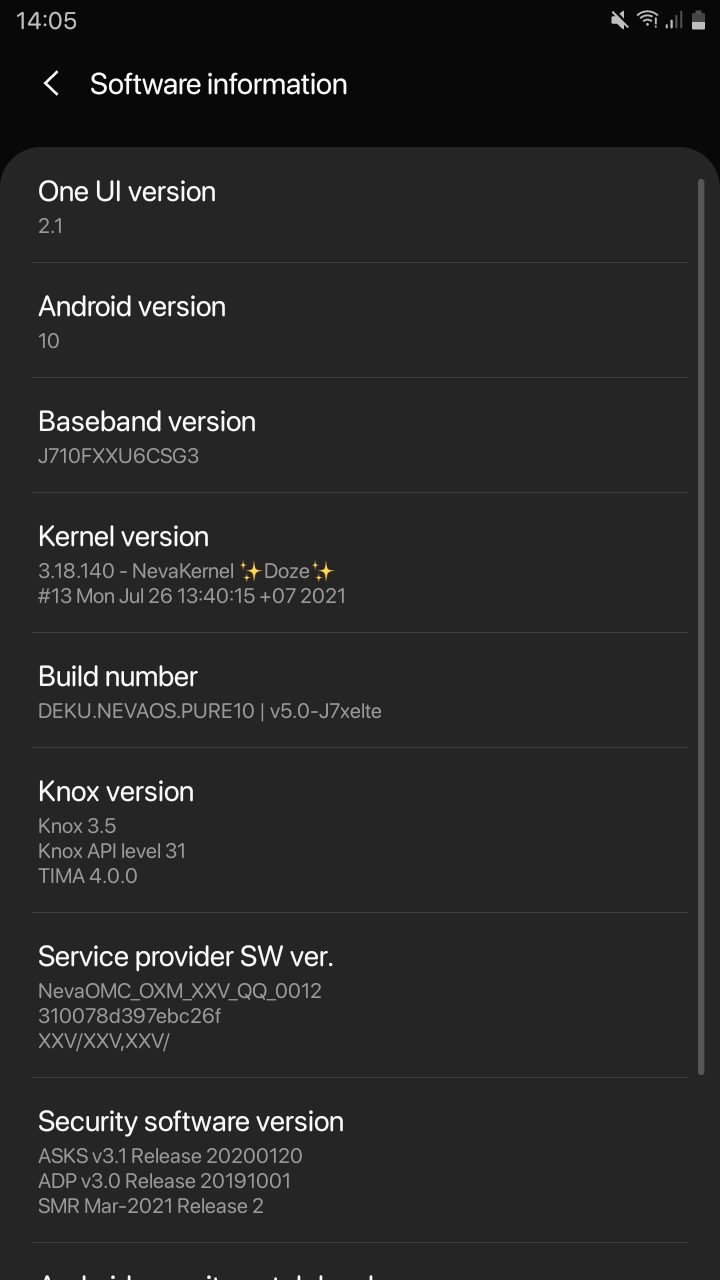 14:05
Software information
One UI version
2.1
Android version
10
Baseband version
J710FXXU6CSG3
Kernel version
3.18.140 - NevaKernel ✨Doze✨
#13 Mon Jul 26 13:40:15 +07 2021
Build number
DEKU.NEVAOS.PURE10 | v5.0-J7xelte
Knox version
Knox 3.5
Knox API level 31
TIMA 4.0.0
Service provider SW ver.
NevaOMC_OXM_XXV_QQ_0012
310078d397ebc26f
XXV/XXV,XXV/
Security software version
ASKS v3.1 Release 20200120
ADP v3.0 Release 20191001
SMR Mar-2021 Release 2